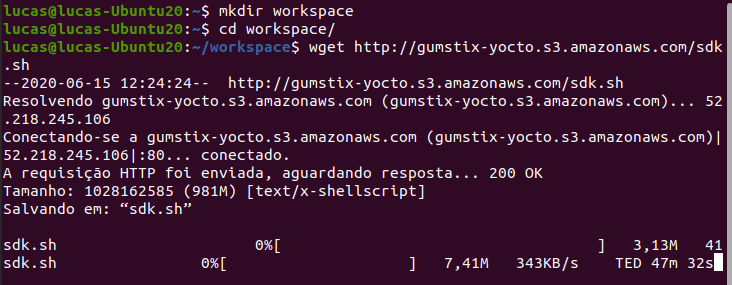 lucas@lucas-Ubuntu20:~$ mkdir workspace
lucas@lucas-Ubuntu20:~$ cd workspace/
lucas@lucas-Ubuntu20:~/workspace$ wget http://gumstix-yocto.s3.amazonaws.com/sdk
.sh
--2020-06-15 12:24:24--  http://gumstix-yocto.s3.amazonaws.com/sdk.sh
Resolvendo gumstix-yocto.s3.amazonaws.com (gumstix-yocto.s3.amazonaws.com)... 52
.218.245.106
Conectando-se a gumstix-yocto.s3.amazonaws.com (gumstix-yocto.s3.amazonaws.com)|
52.218.245.106|:80... conectado.
A requisição HTTP foi enviada, aguardando resposta... 200 OK
Tamanho: 1028162585 (981M) [text/x-shellscript]
Salvando em: “sdk.sh”
sdk.sh                0%[                    ]   3,13M   41
sdk.sh          0%[               ]   7,41M   343KB/s    TED 47m 32s